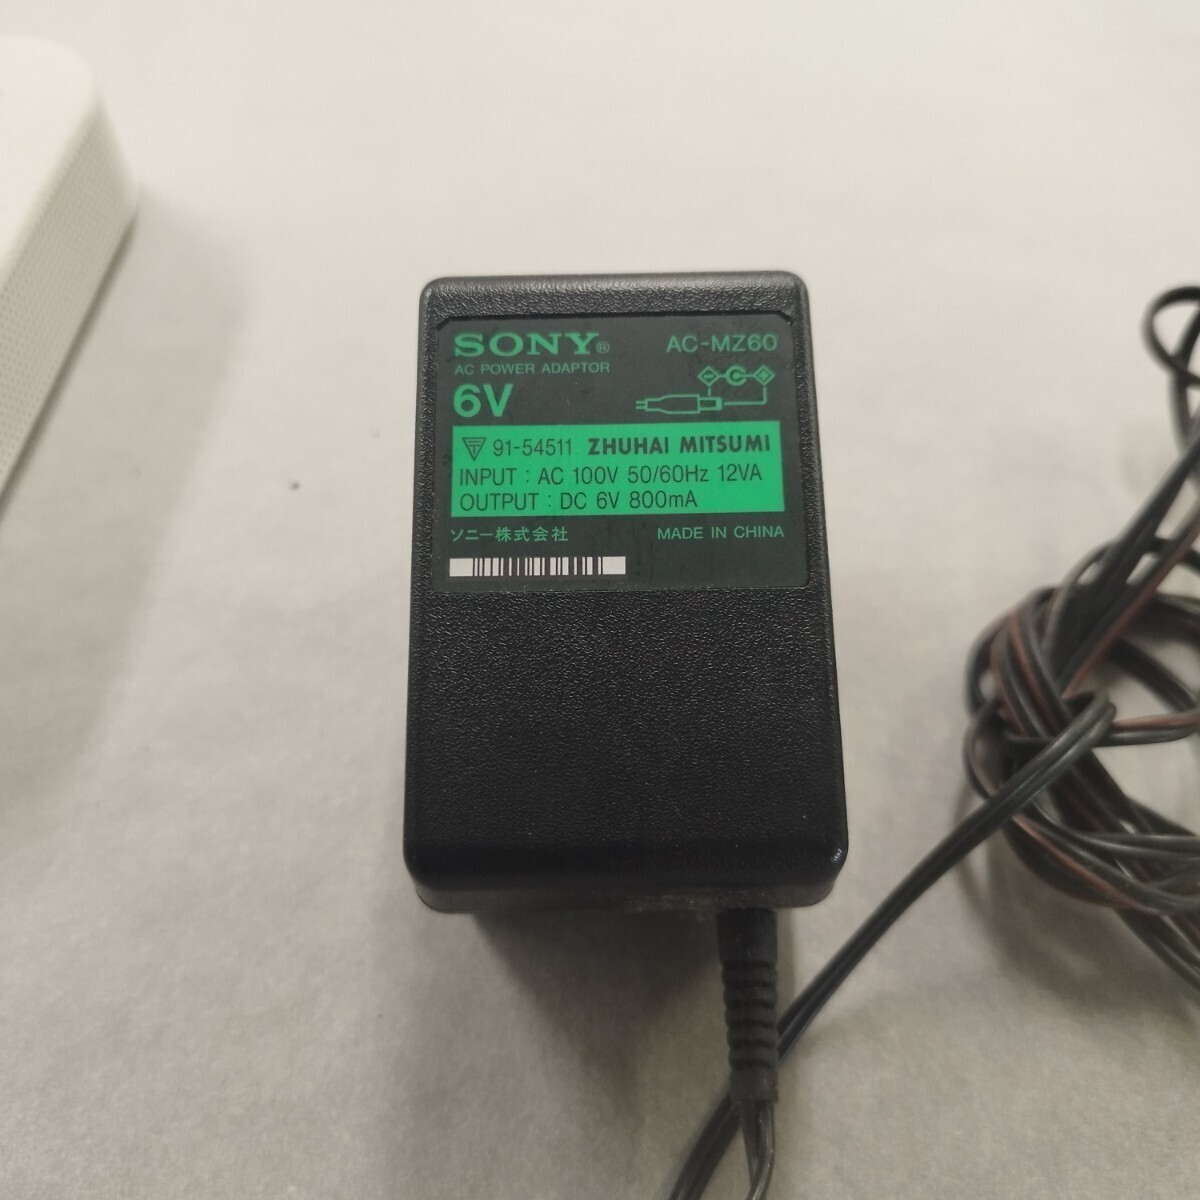 SONY® AC-MZ60
AC POWER ADAPTOR
6V
T 91-54511 ZHUHAI MITSUMI
INPUT : AC 100V 50/60Hz 12VA
OUTPUT : DC 6V 800mA
ソニー株式会社 MADE IN CHINA